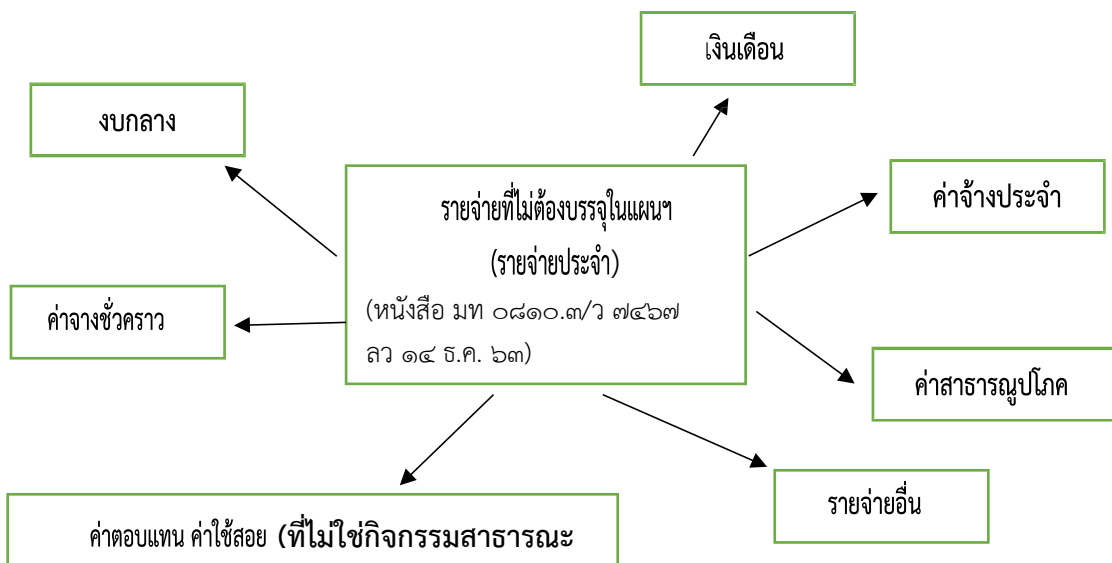 เงินเดือน
งบกลาง
รายจ่ายที่ไม่ต้องบรรจุในแผนฯ
(รายจ่ายประจำ)
(หนังสือ มท ๐๘๑๐.๓/ว ๗๔๖๗
ลว ๑๔ ธ.ค. ๖๓)
ค่าจ้างประจำ
ค่าจางชั่วคราว
ค่าสาธารณูปโภค
รายจ่ายอื่น
ค่าตอบแทน ค่าใช้สอย (ที่ไม่ใช่กิจกรรมสาธารณะ